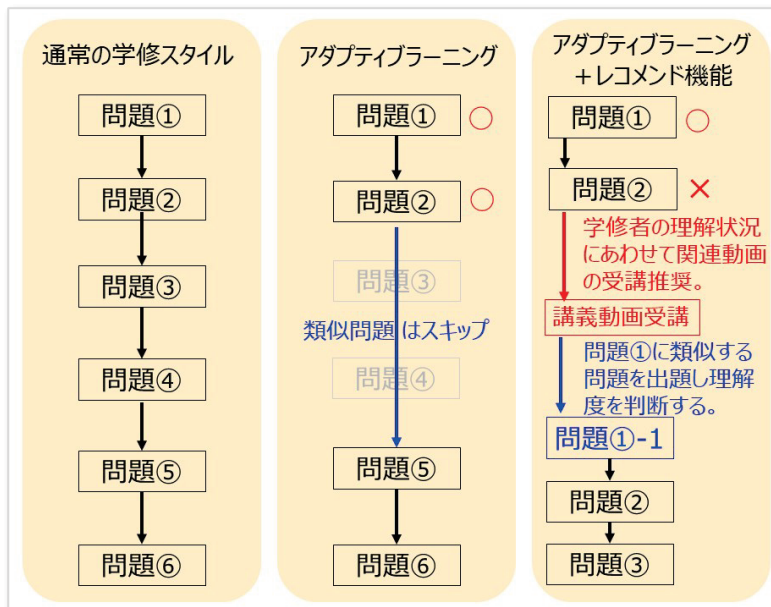 通常の学修スタイル
問題①
問題②
問題③
問題④
問題⑤
問題⑥
アダプティブラーニング
問題①
○
問題②
○
問題③
類似問題はスキップ
問題④
問題⑤
問題⑥
アダプティブラーニング
＋レコメンド機能
問題①
○
問題②
×
学修者の理解状況
にあわせて関連動画
の受講推奨。
講義動画受講
問題①に類似する
問題を出題し理解
度を判断する。
問題①-1
問題②
問題③